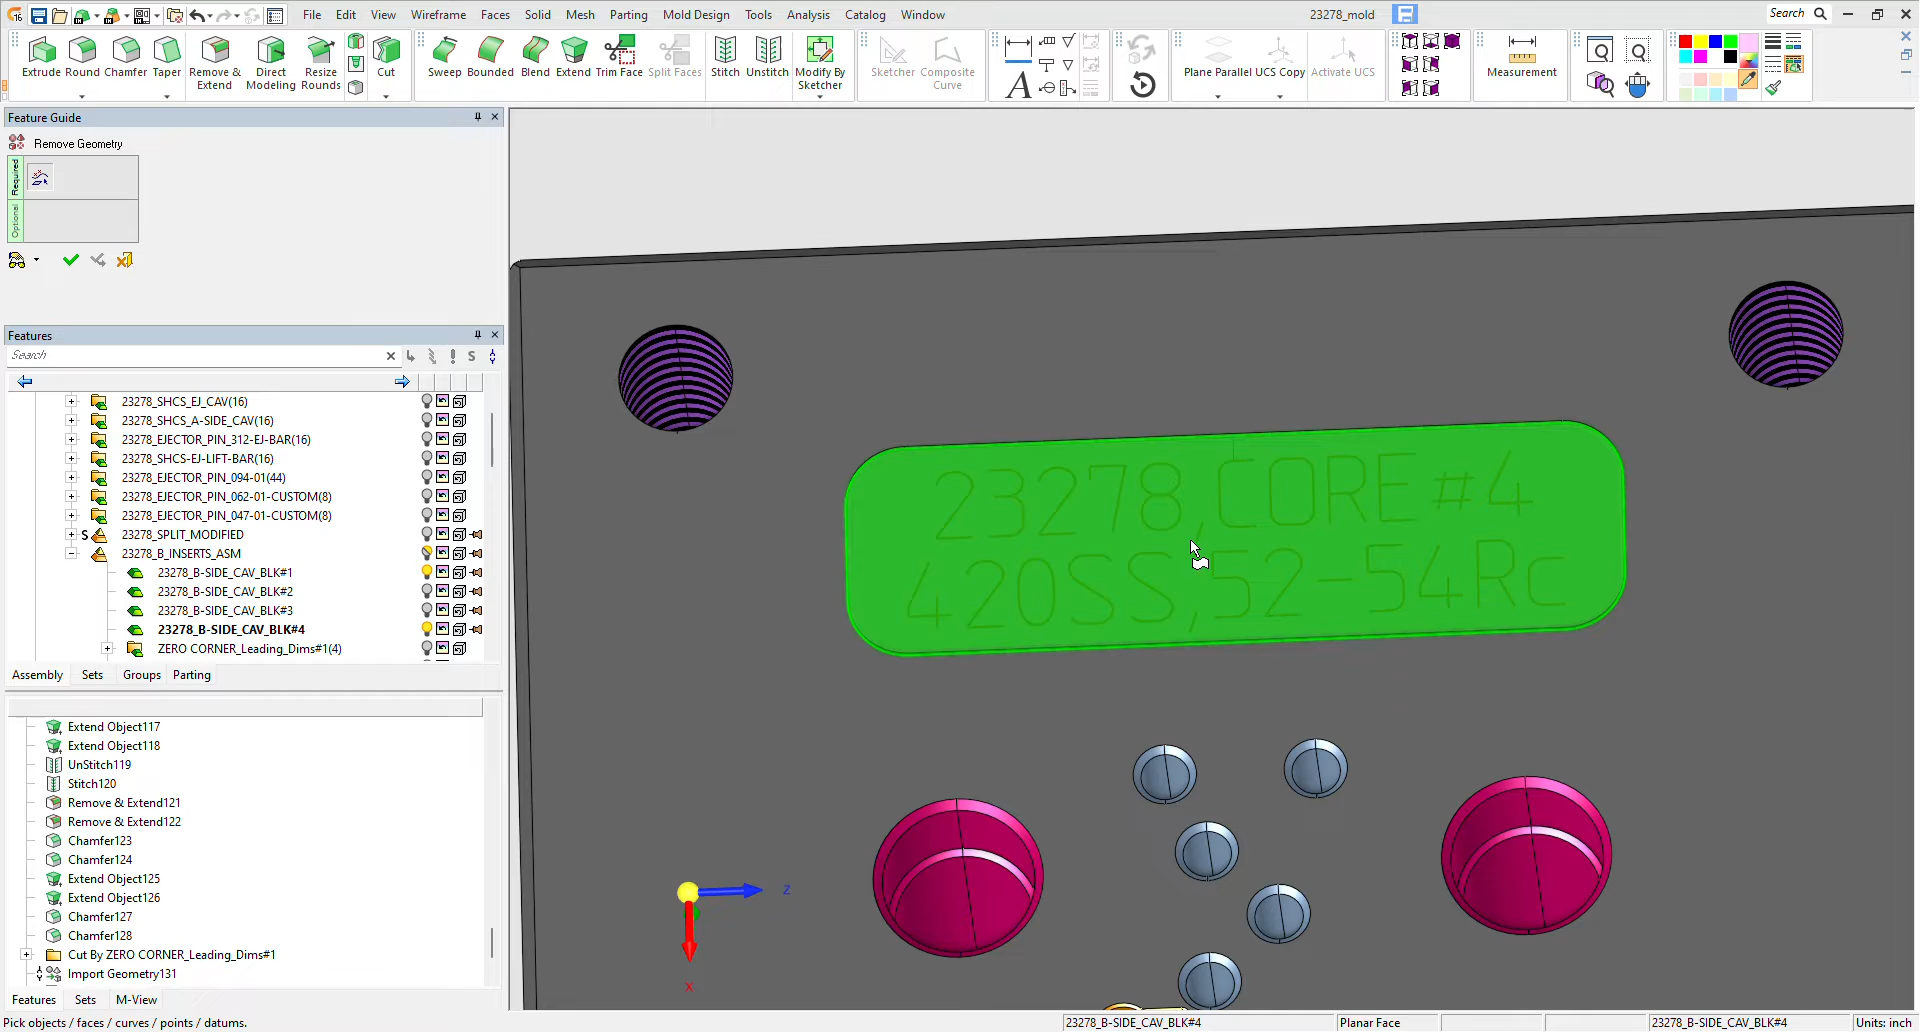 File Edit View Wireframe Faces Solid Mesh Parting Mold Design Tools Analysis Catalog Window 23278_mold Search
Extrude Round Chamfer Taper Remove & Extend Direct Modeling Resize Rounds Cut Sweep Bounded Blend Extend Trim Face Split Faces Stitch Unstitch Modify By Sketcher Sketcher Composite Curve Plane Parallel UCS Copy Activate UCS Measurement
Feature Guide
Remove Geometry
Required
Optional
Features
Search
23278_SHCS_EJ_CAV(16)
23278_SHCS_A-SIDE_CAV(16)
23278_EJECTOR_PIN_312-EJ-BAR(16)
23278_SHCS-EJ-LIFT-BAR(16)
23278_EJECTOR_PIN_094-01(44)
23278_EJECTOR_PIN_062-01-CUSTOM(8)
23278_EJECTOR_PIN_047-01-CUSTOM(8)
S 23278_SPLIT_MODIFIED
23278_B_INSERTS_ASM
23278_B-SIDE_CAV_BLK#1
23278_B-SIDE_CAV_BLK#2
23278_B-SIDE_CAV_BLK#3
23278_B-SIDE_CAV_BLK#4
ZERO CORNER_Leading_Dims#1(4)
Assembly Sets Groups Parting
Extend Object117
Extend Object118
UnStitch119
Stitch120
Remove & Extend121
Remove & Extend122
Chamfer123
Chamfer124
Extend Object125
Extend Object126
Chamfer127
Chamfer128
Cut By ZERO CORNER_Leading_Dims#1
Import Geometry131
Features Sets M-View
23278,CORE #4
420SS,52-54Rc
Z
X
Pick objects / faces / curves / points / datums. 23278_B-SIDE_CAV_BLK#4 Planar Face 23278_B-SIDE_CAV_BLK#4 Units: inch